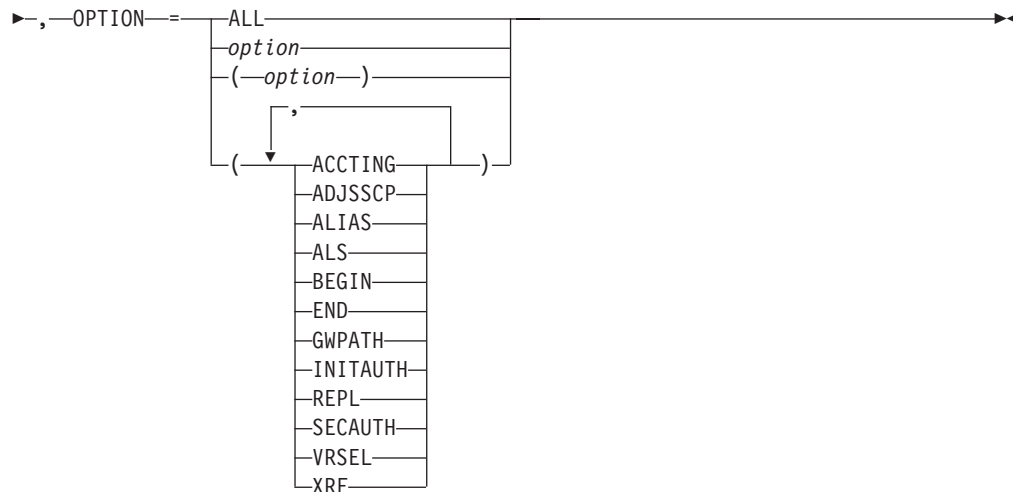 , OPTION = ALL
option
( option )
,
( ACCTING )
ADJSSCP
ALIAS
ALS
BEGIN
END
GWPATH
INITAUTH
REPL
SECAUTH
VRSEL
XRF